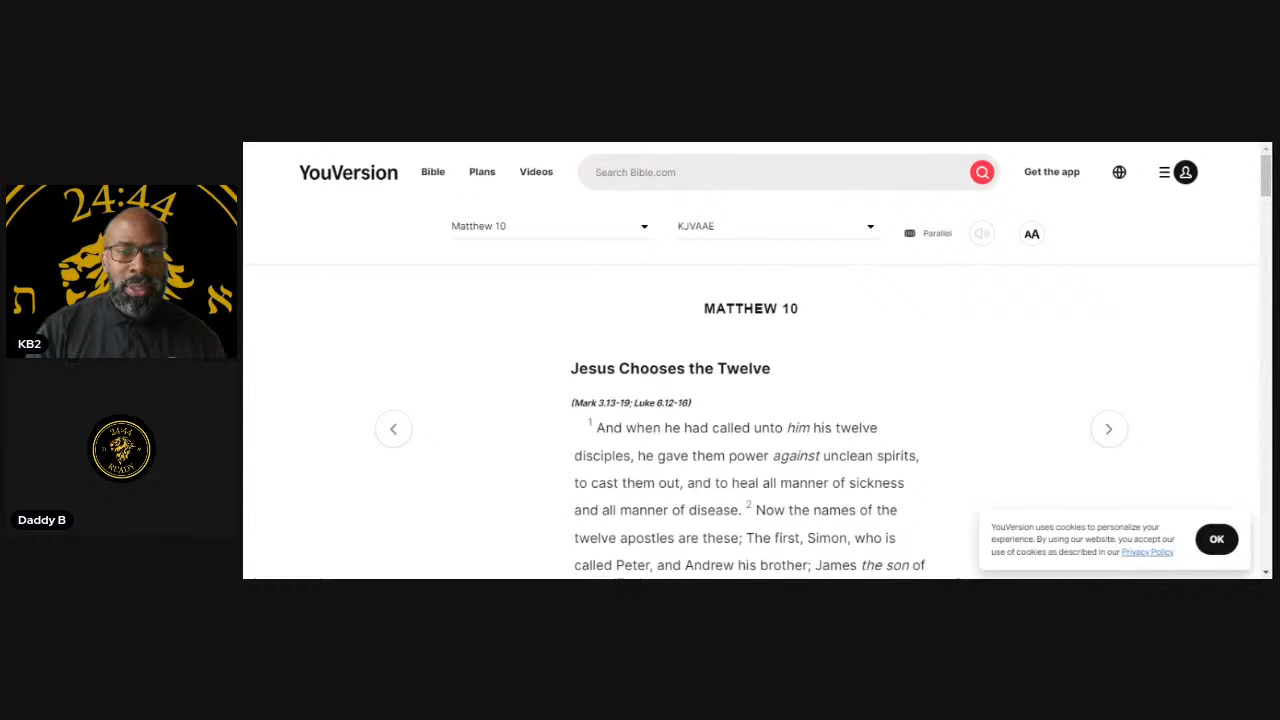 YouVersion
Bible
Plans
Videos
Search Bible.com
Get the app
Matthew 10
KJVAAE
Parallel
AA
MATTHEW 10
Jesus Chooses the Twelve
(Mark 3.13-19; Luke 6.12-16)
1 And when he had called unto him his twelve
disciples, he gave them power against unclean spirits,
to cast them out, and to heal all manner of sickness
and all manner of disease. 2 Now the names of the
twelve apostles are these; The first, Simon, who is
called Peter, and Andrew his brother; James the son of
YouVersion uses cookies to personalize your
experience. By using our website, you accept our
use of cookies as described in our Privacy Policy
OK
24:44
ת
א
KB2
24:44
READY
Daddy B